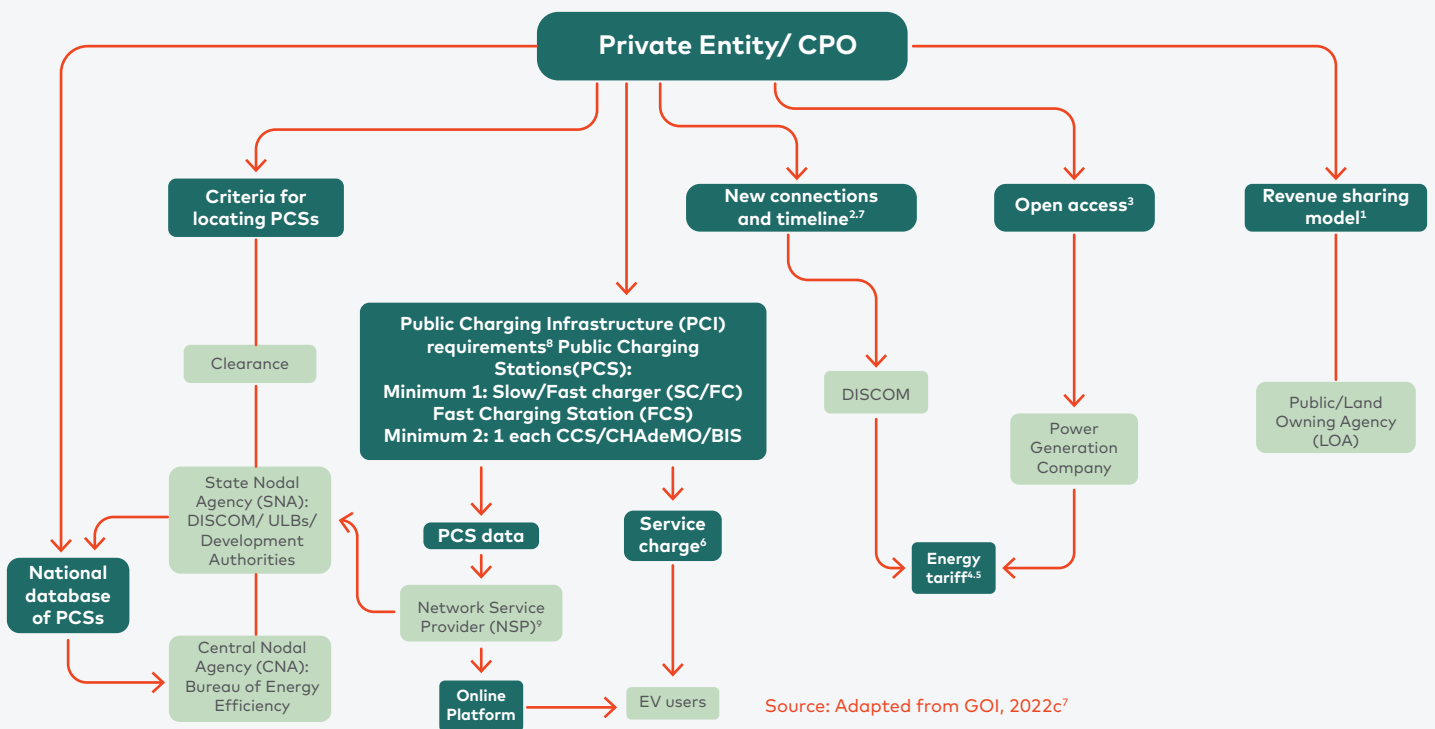 Private Entity/ CPO
Criteria for
locating PCSs
New connections
and timeline²·⁷
Open access³
Revenue sharing
model¹
Public Charging Infrastructure (PCI)
requirements⁸ Public Charging
Stations(PCS):
Minimum 1: Slow/Fast charger (SC/FC)
Fast Charging Station (FCS)
Minimum 2: 1 each CCS/CHAdeMO/BIS
Clearance
DISCOM
Public/Land
Owning Agency
(LOA)
Power
Generation
Company
State Nodal
Agency (SNA):
DISCOM/ ULBs/
Development
Authorities
PCS data
Service
charge⁶
Energy
tariff⁴·⁵
National
database
of PCSs
Network Service
Provider (NSP)⁹
Central Nodal
Agency (CNA):
Bureau of Energy
Efficiency
Online
Platform
EV users
Source: Adapted from GOI, 2022c⁷